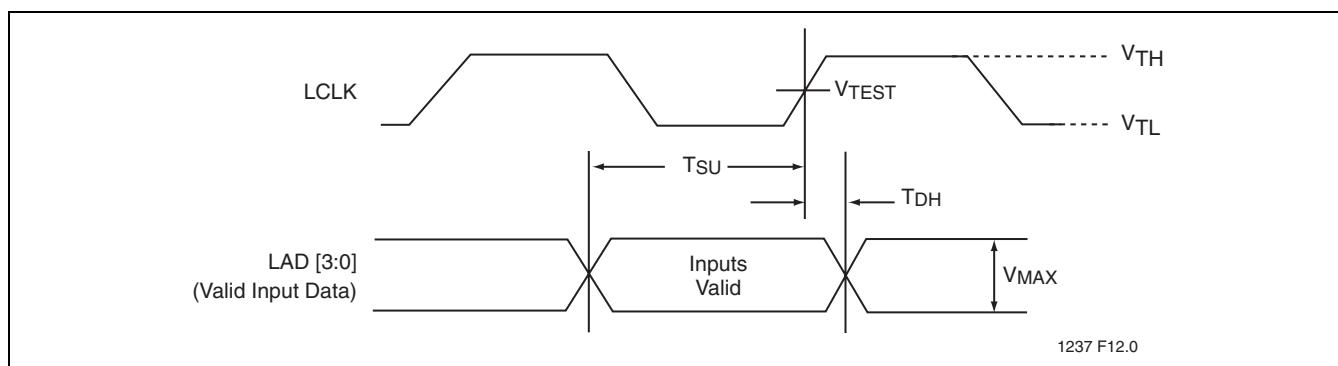 VTH
LCLK
VTEST
VTL
TSU
TDH
LAD [3:0]
(Valid Input Data)
Inputs
Valid
VMAX
1237 F12.0